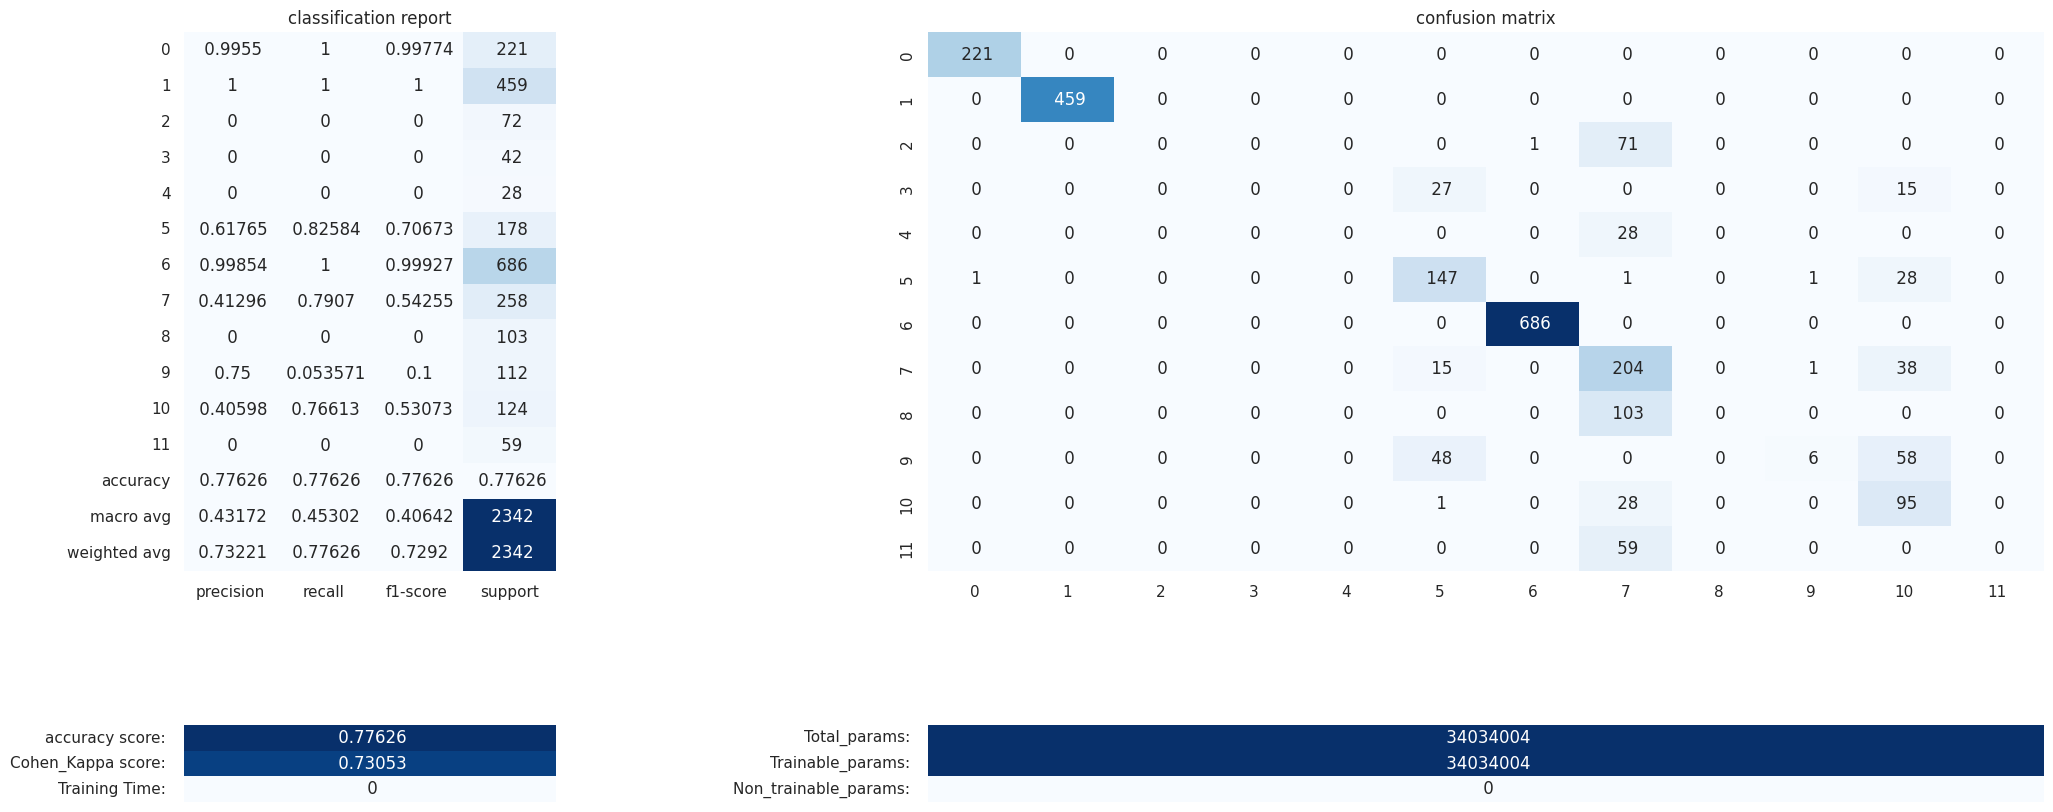 classification report
0 0.9955 1 0.99774 221
1 1 1 1 459
2 0 0 0 72
3 0 0 0 42
4 0 0 0 28
5 0.61765 0.82584 0.70673 178
6 0.99854 1 0.99927 686
7 0.41296 0.7907 0.54255 258
8 0 0 0 103
9 0.75 0.053571 0.1 112
10 0.40598 0.76613 0.53073 124
11 0 0 0 59
accuracy 0.77626 0.77626 0.77626 0.77626
macro avg 0.43172 0.45302 0.40642 2342
weighted avg 0.73221 0.77626 0.7292 2342
precision recall f1-score support
confusion matrix
0 221 0 0 0 0 0 0 0 0 0 0 0
1 0 459 0 0 0 0 0 0 0 0 0 0
2 0 0 0 0 0 0 1 71 0 0 0 0
3 0 0 0 0 0 27 0 0 0 0 15 0
4 0 0 0 0 0 0 0 28 0 0 0 0
5 1 0 0 0 0 147 0 1 0 1 28 0
6 0 0 0 0 0 0 686 0 0 0 0 0
7 0 0 0 0 0 15 0 204 0 1 38 0
8 0 0 0 0 0 0 0 103 0 0 0 0
9 0 0 0 0 0 48 0 0 0 6 58 0
10 0 0 0 0 0 1 0 28 0 0 95 0
11 0 0 0 0 0 0 0 59 0 0 0 0
0 1 2 3 4 5 6 7 8 9 10 11
accuracy score: 0.77626
Cohen_Kappa score: 0.73053
Training Time: 0
Total_params: 34034004
Trainable_params: 34034004
Non_trainable_params: 0